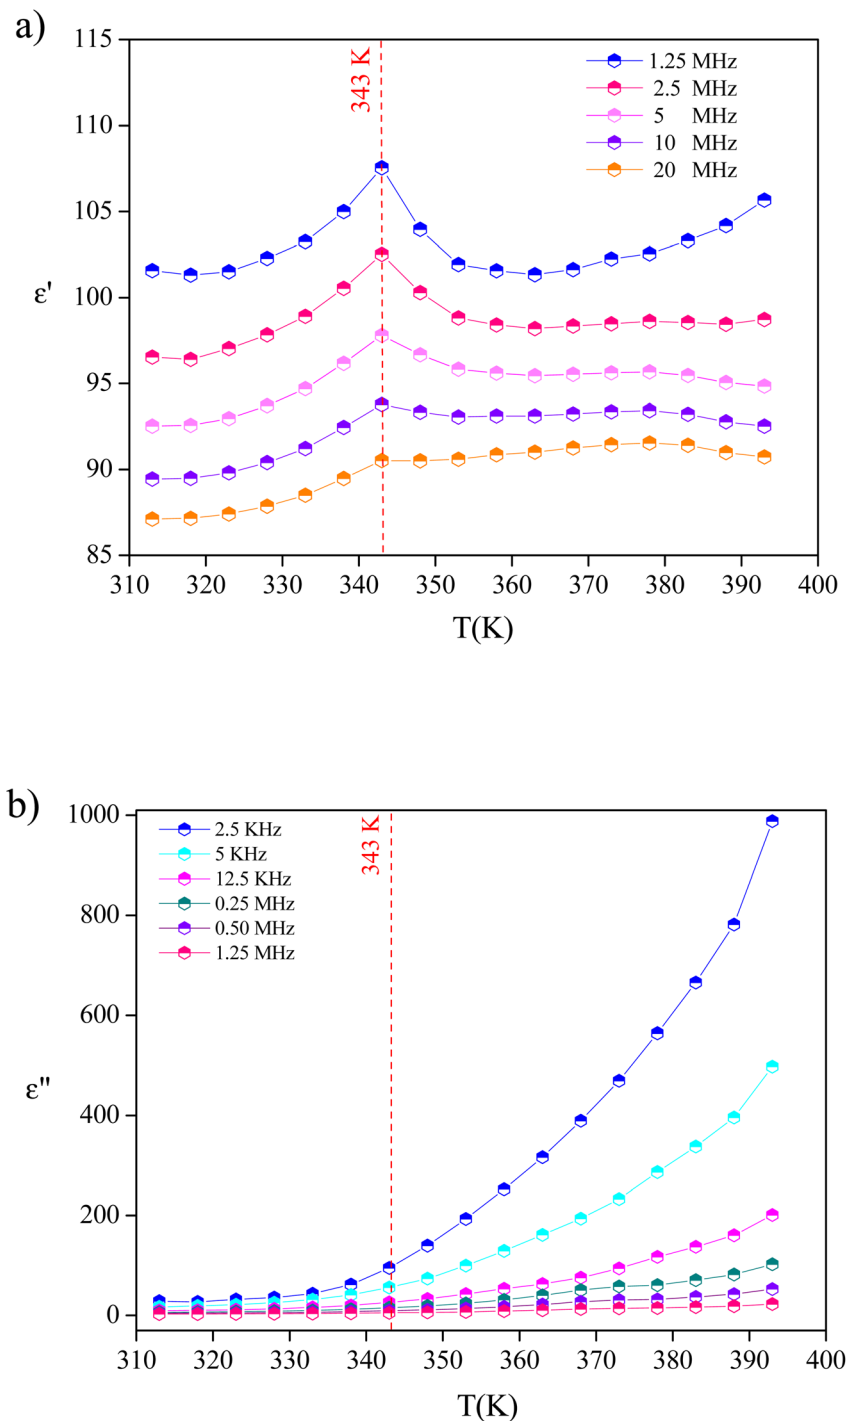 a)
115
110
105
100
95
90
85
ε'
343 K
1.25 MHz
2.5 MHz
5 MHz
10 MHz
20 MHz
310 320 330 340 350 360 370 380 390 400
T(K)
b)
1000
800
600
400
200
0
ε"
343 K
2.5 KHz
5 KHz
12.5 KHz
0.25 MHz
0.50 MHz
1.25 MHz
310 320 330 340 350 360 370 380 390 400
T(K)